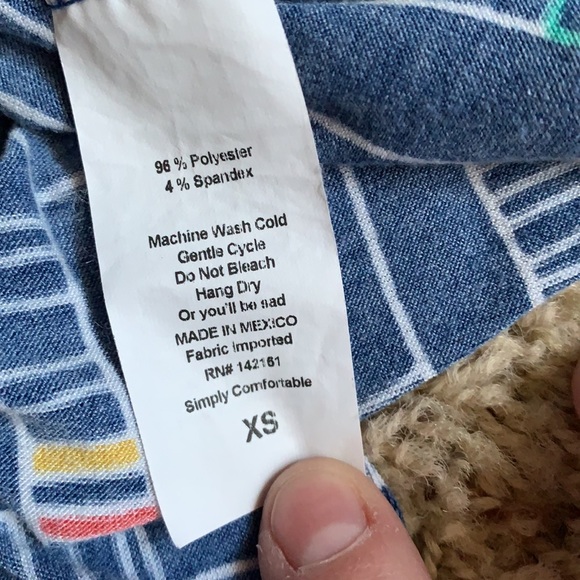 96 % Polyester
4 % Spandex
Machine Wash Cold
Gentle Cycle
Do Not Bleach
Hang Dry
Or you'll be sad
MADE IN MEXICO
Fabric Imported
RN# 142161
Simply Comfortable
XS